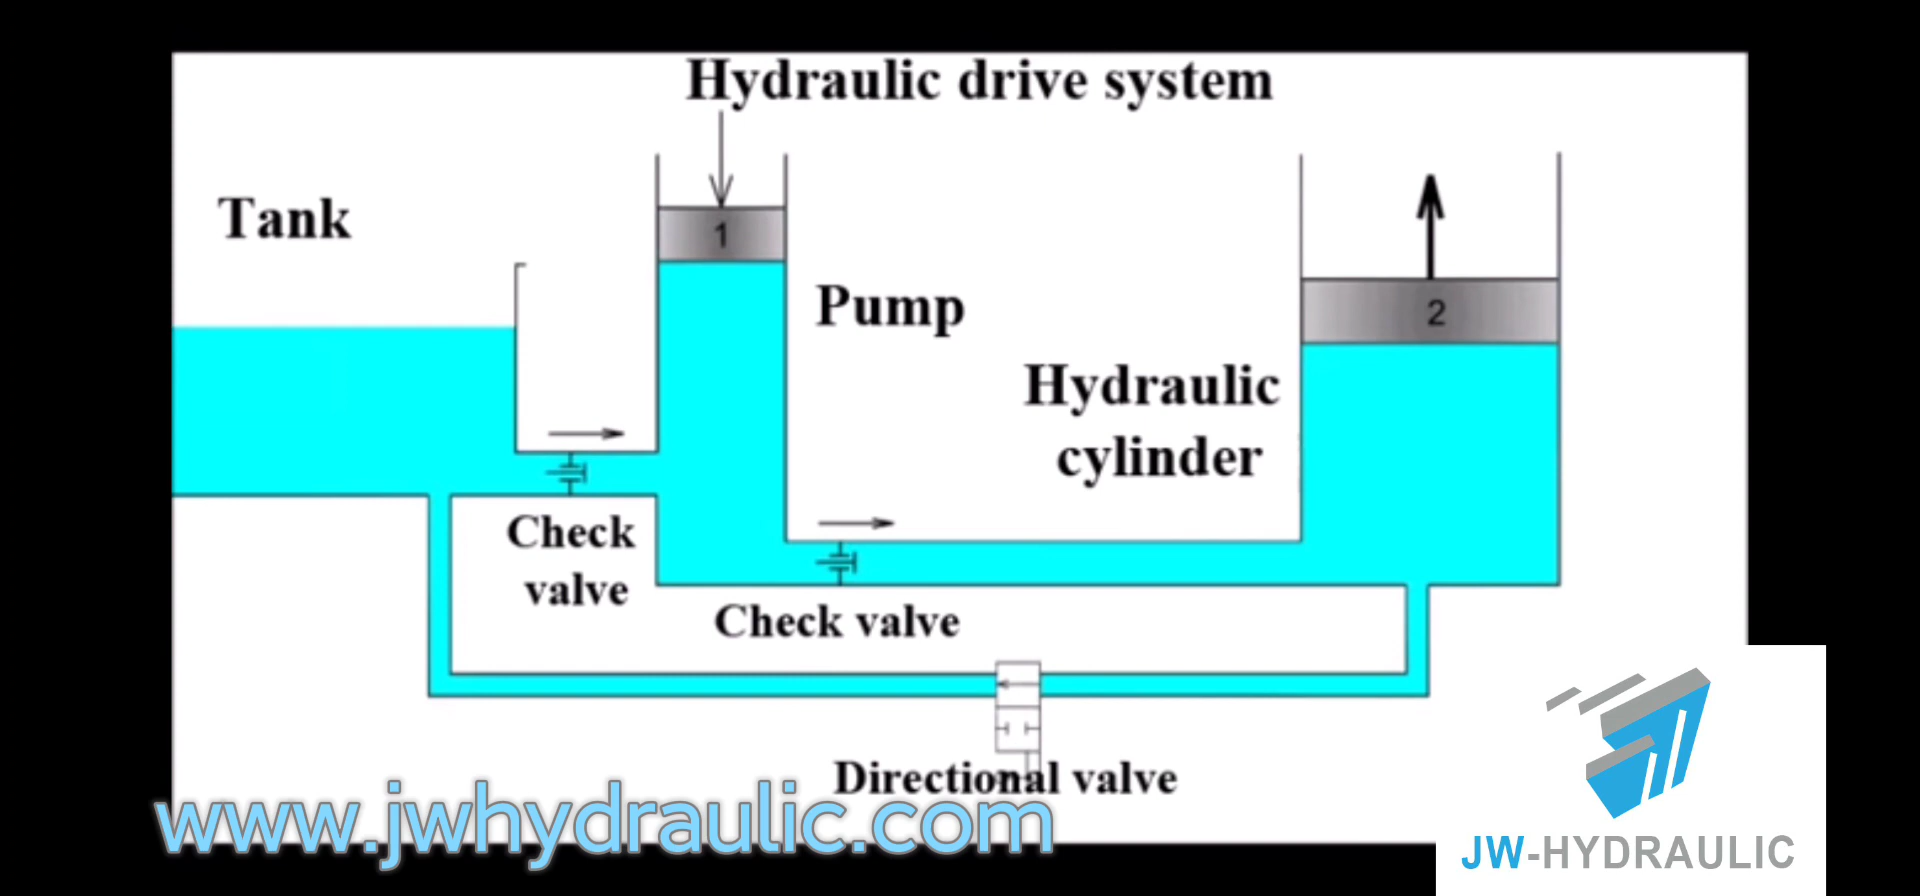 Hydraulic drive system
Tank
1
Pump
2
Hydraulic
cylinder
Check
valve
Check valve
Directional valve
www.jwhydraulic.com
JW-HYDRAULIC